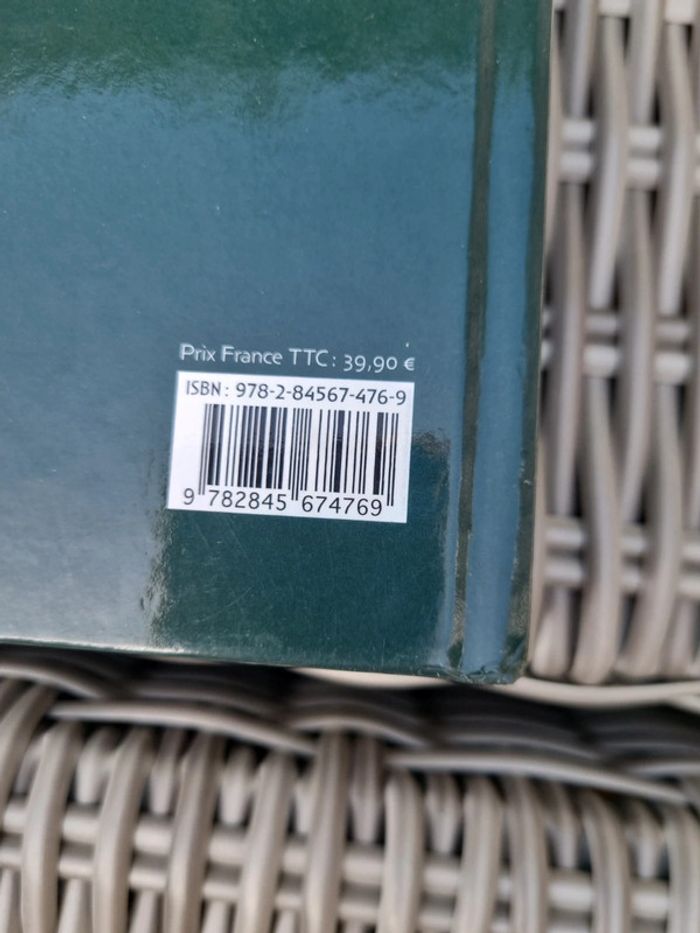 Prix France TTC : 39,90 €
ISBN : 978-2-84567-476-9
9 782845 674769